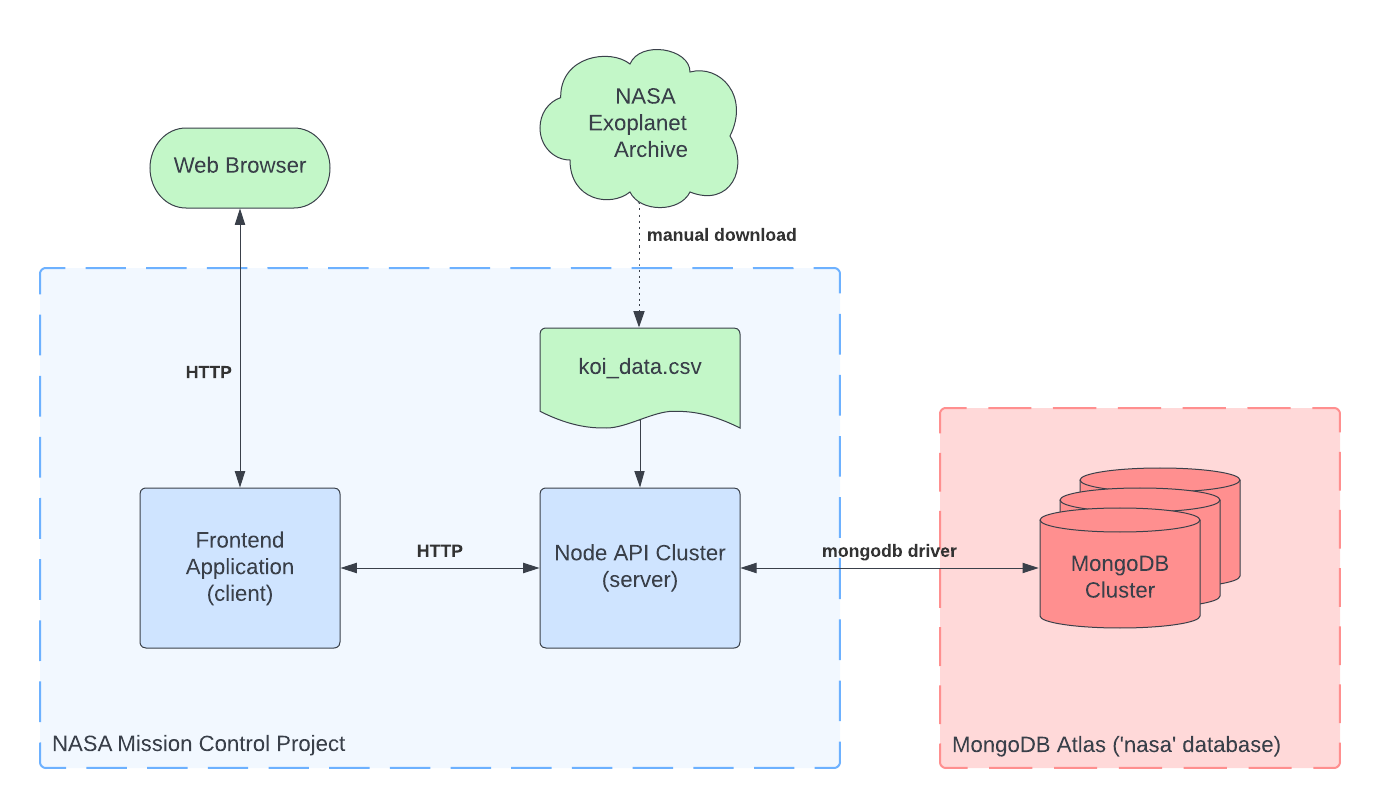 NASA
Exoplanet
Archive
Web Browser
manual download
HTTP
koi_data.csv
Frontend
Application
(client)
HTTP
Node API Cluster
(server)
mongodb driver
MongoDB
Cluster
NASA Mission Control Project
MongoDB Atlas ('nasa' database)